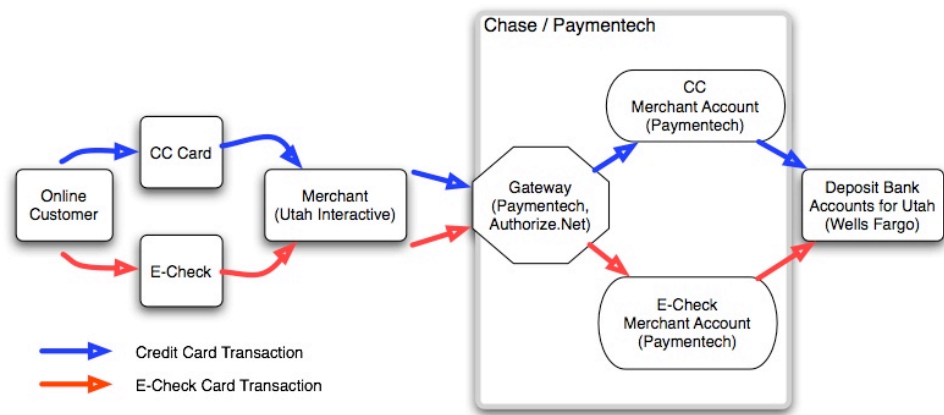 Chase / Paymentech
CC
Merchant Account
(Paymentech)
CC Card
Online
Customer
Merchant
(Utah Interactive)
Gateway
(Paymentech,
Authorize.Net)
Deposit Bank
Accounts for Utah
(Wells Fargo)
E-Check
E-Check
Merchant Account
(Paymentech)
Credit Card Transaction
E-Check Card Transaction